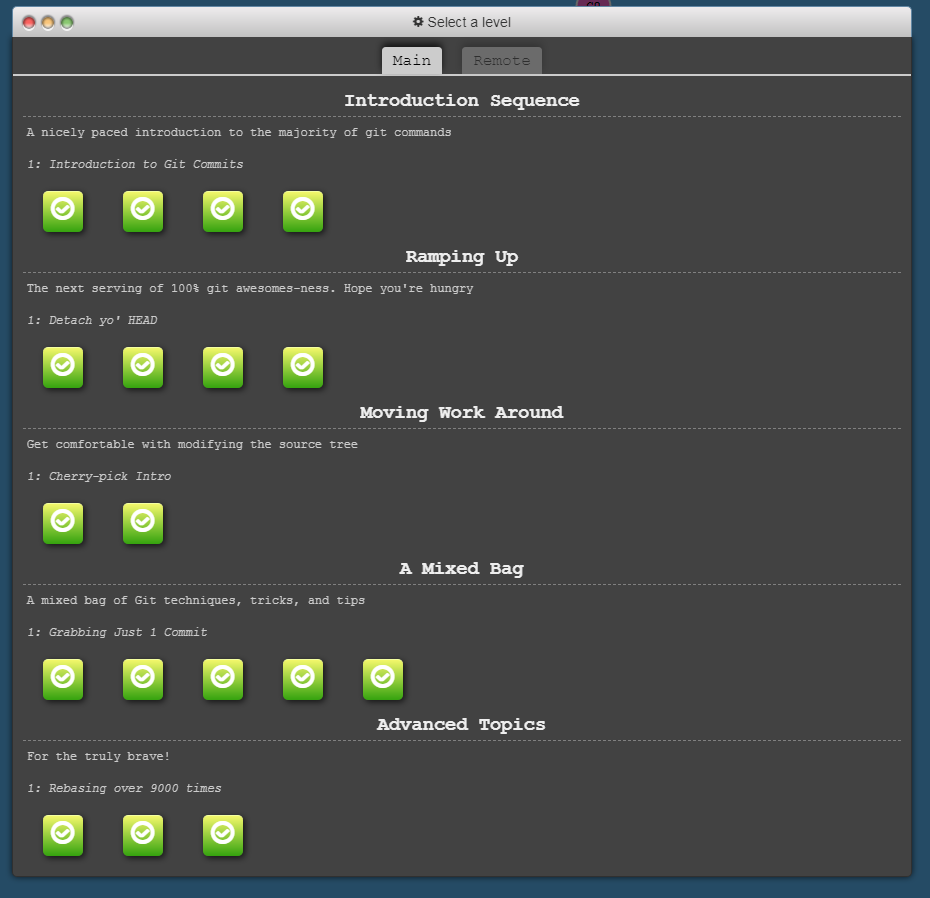 Select a level
Main
Remote
Introduction Sequence
A nicely paced introduction to the majority of git commands
1: Introduction to Git Commits
Ramping Up
The next serving of 100% git awesomes-ness. Hope you're hungry
1: Detach yo' HEAD
Moving Work Around
Get comfortable with modifying the source tree
1: Cherry-pick Intro
A Mixed Bag
A mixed bag of Git techniques, tricks, and tips
1: Grabbing Just 1 Commit
Advanced Topics
For the truly brave!
1: Rebasing over 9000 times